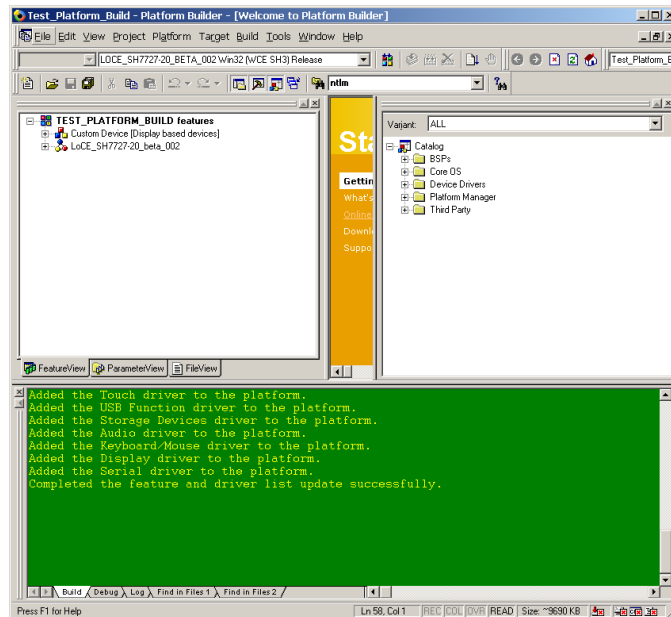 Test_Platform_Build - Platform Builder - [Welcome to Platform Builder]
File Edit View Project Platform Target Build Tools Window Help
LOCE_SH7727-20_BETA_002 Win32 (WCE SH3) Release
Test_Platform_B
ntlm
TEST_PLATFORM_BUILD features
Custom Device [Display based devices]
LoCE_SH7727-20_beta_002
FeatureView ParameterView FileView
Sta
Gettin
What's
Online
Downlo
Suppo
Variant: ALL
Catalog
BSPs
Core OS
Device Drivers
Platform Manager
Third Party
Added the Touch driver to the platform.
Added the USB Function driver to the platform.
Added the Storage Devices driver to the platform.
Added the Audio driver to the platform.
Added the Keyboard/Mouse driver to the platform.
Added the Display driver to the platform.
Added the Serial driver to the platform.
Completed the feature and driver list update successfully.
Build Debug Log Find in Files 1 Find in Files 2
Press F1 for Help
Ln 58, Col 1 REC COL OVR READ Size: ~9690 KB